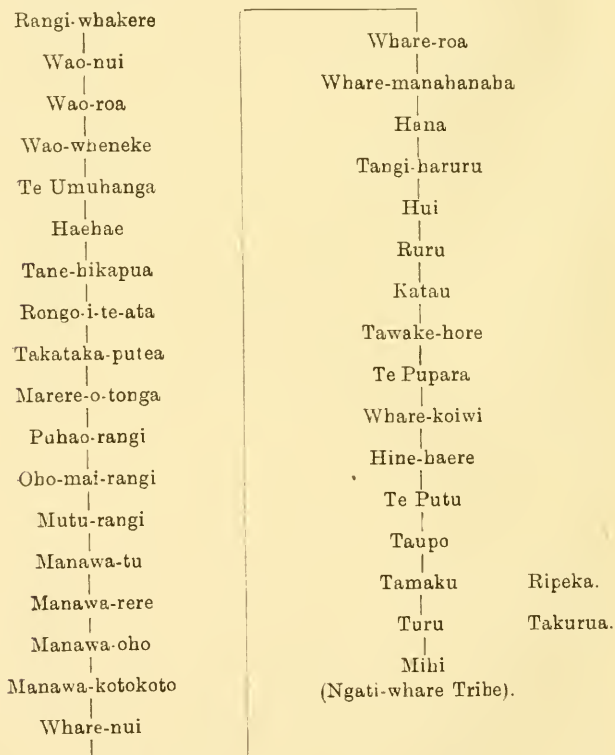 Rangi-whakere
Wao-nui
Wao-roa
Wao-wheneke
Te Umuhanga
Haehae
Tane-hikapua
Rongo-i-te-ata
Takataka-putea
Marere-o-tonga
Puhao-rangi
Oho-mai-rangi
Mutu-rangi
Manawa-tu
Manawa-rere
Manawa-oho
Manawa-kotokoto
Whare-nui
Whare-roa
Whare-manahanaha
Hana
Tangi-haruru
Hui
Ruru
Katau
Tawake-hore
Te Pupara
Whare-koiwi
Hine-haere
Te Putu
Taupo
Tamaku Ripeka.
Turu Takurua.
Mihi
(Ngati-whare Tribe).